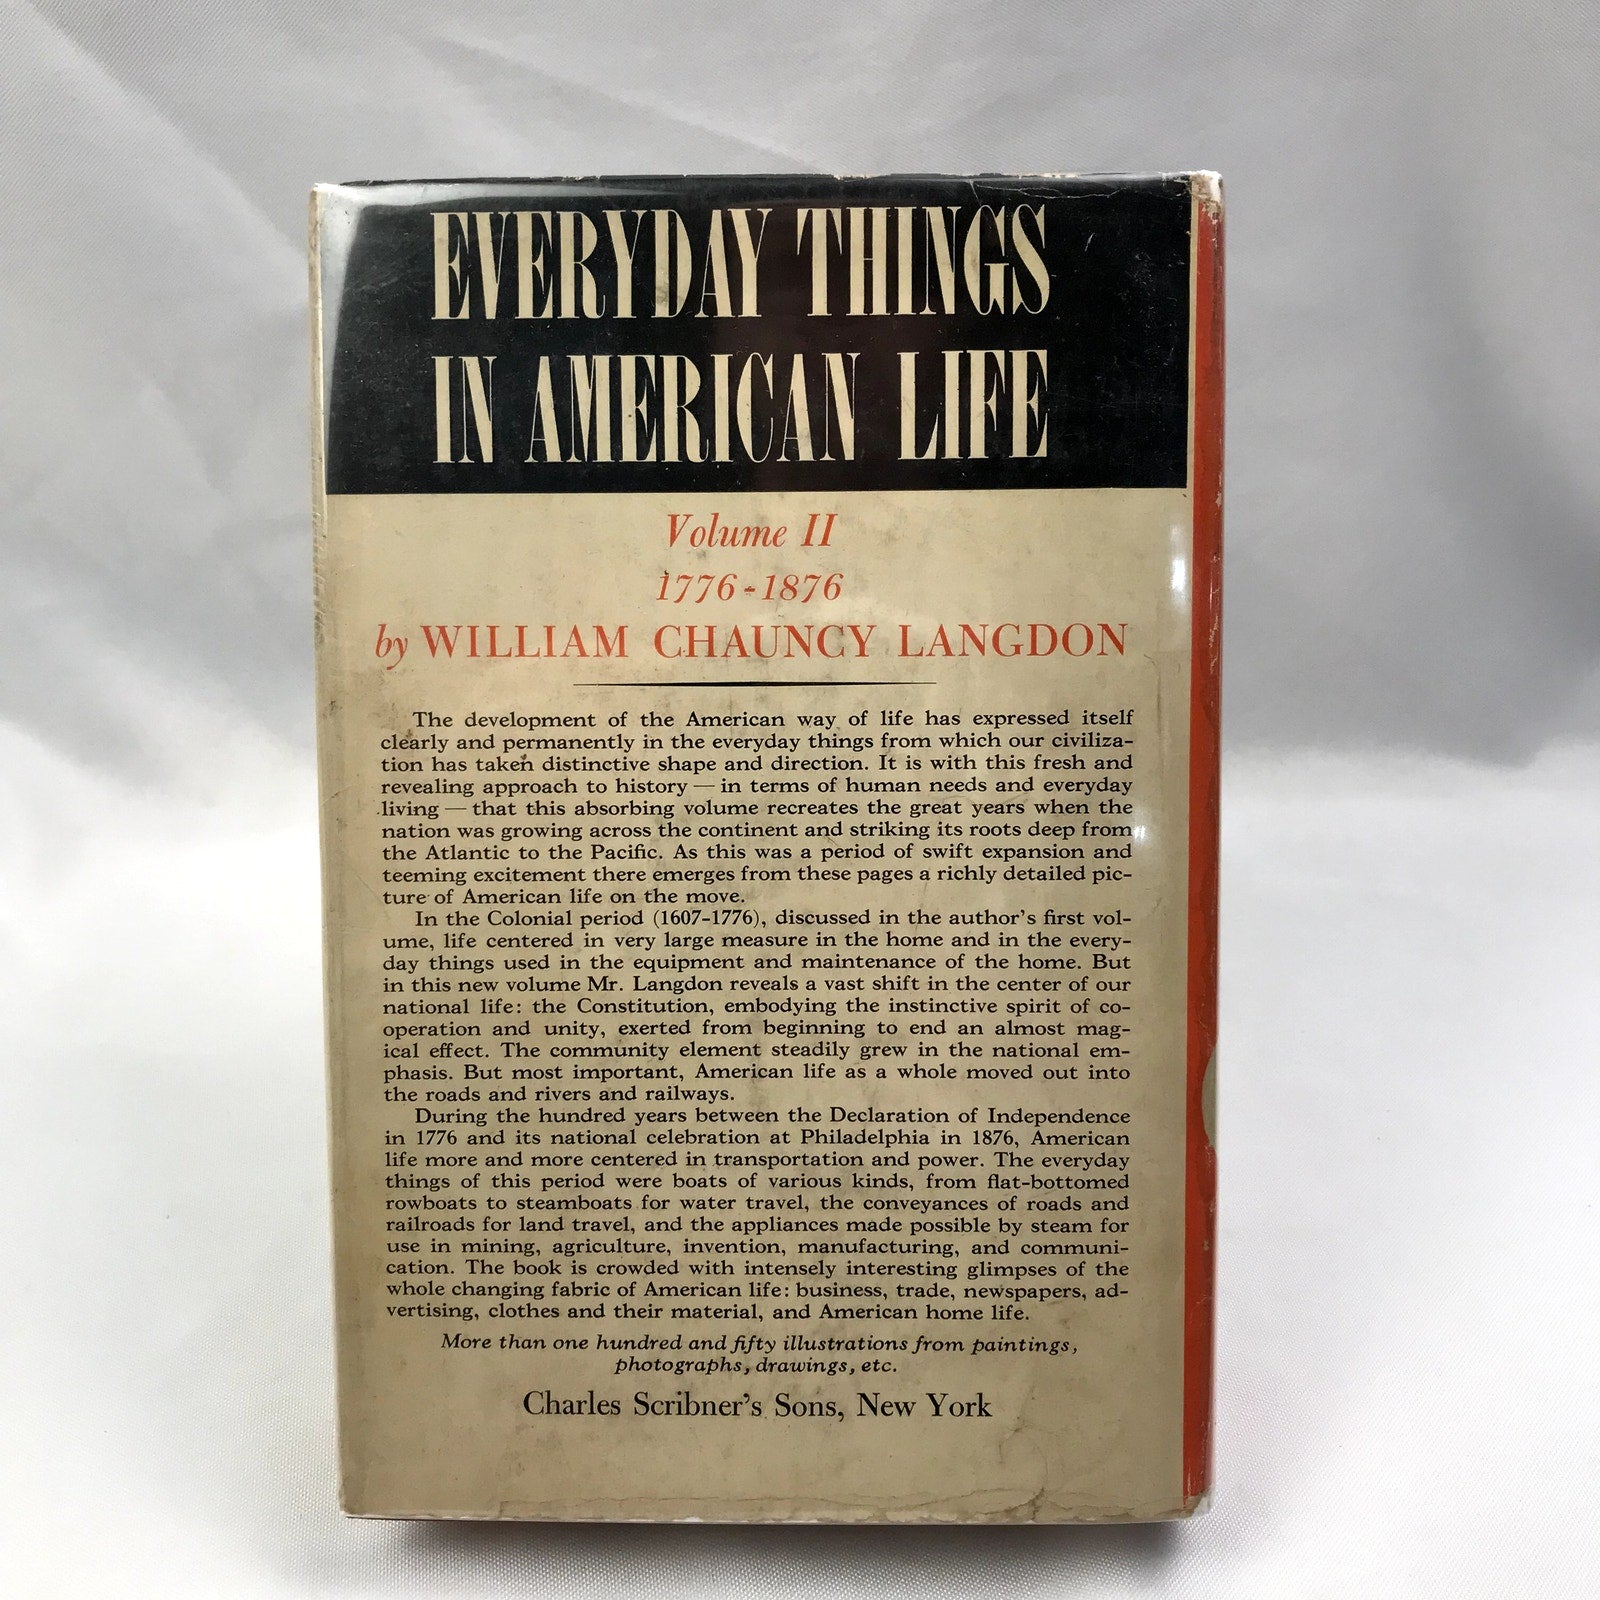 EVERYDAY THINGS
IN AMERICAN LIFE
Volume II
1776-1876
by WILLIAM CHAUNCY LANGDON
The development of the American way of life has expressed itself
clearly and permanently in the everyday things from which our civiliza-
tion has taken distinctive shape and direction. It is with this fresh and
revealing approach to history — in terms of human needs and everyday
living — that this absorbing volume recreates the great years when the
nation was growing across the continent and striking its roots deep from
the Atlantic to the Pacific. As this was a period of swift expansion and
teeming excitement there emerges from these pages a richly detailed pic-
ture of American life on the move.
In the Colonial period (1607-1776), discussed in the author's first vol-
ume, life centered in very large measure in the home and in the every-
day things used in the equipment and maintenance of the home. But
in this new volume Mr. Langdon reveals a vast shift in the center of our
national life: the Constitution, embodying the instinctive spirit of co-
operation and unity, exerted from beginning to end an almost mag-
ical effect. The community element steadily grew in the national em-
phasis. But most important, American life as a whole moved out into
the roads and rivers and railways.
During the hundred years between the Declaration of Independence
in 1776 and its national celebration at Philadelphia in 1876, American
life more and more centered in transportation and power. The everyday
things of this period were boats of various kinds, from flat-bottomed
rowboats to steamboats for water travel, the conveyances of roads and
railroads for land travel, and the appliances made possible by steam for
use in mining, agriculture, invention, manufacturing, and communi-
cation. The book is crowded with intensely interesting glimpses of the
whole changing fabric of American life: business, trade, newspapers, ad-
vertising, clothes and their material, and American home life.
More than one hundred and fifty illustrations from paintings,
photographs, drawings, etc.
Charles Scribner's Sons, New York